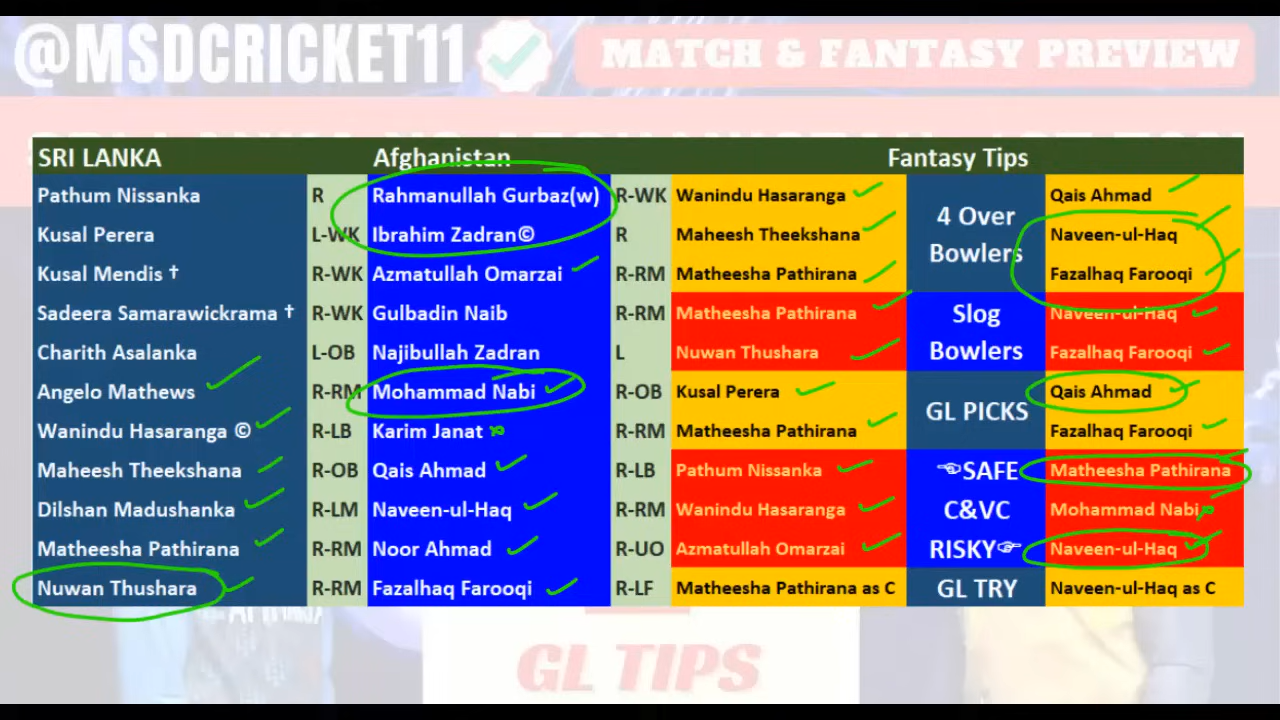 @MSDCRICKET11 MATCH & FANTASY PREVIEW
SRI LANKA Afghanistan Fantasy Tips
Pathum Nissanka R Rahmanullah Gurbaz(w) R-WK Wanindu Hasaranga 4 Over Qais Ahmad
Kusal Perera L-WK Ibrahim Zadran© R Maheesh Theekshana Bowlers Naveen-ul-Haq
Kusal Mendis † R-WK Azmatullah Omarzai R-RM Matheesha Pathirana Fazalhaq Farooqi
Sadeera Samarawickrama † R-WK Gulbadin Naib R-RM Matheesha Pathirana Slog Naveen-ul-Haq
Charith Asalanka L-OB Najibullah Zadran L Nuwan Thushara Bowlers Fazalhaq Farooqi
Angelo Mathews R-RM Mohammad Nabi R-OB Kusal Perera GL PICKS Qais Ahmad
Wanindu Hasaranga © R-LB Karim Janat R-RM Matheesha Pathirana Fazalhaq Farooqi
Maheesh Theekshana R-OB Qais Ahmad R-LB Pathum Nissanka ☜SAFE Matheesha Pathirana
Dilshan Madushanka R-LM Naveen-ul-Haq R-RM Wanindu Hasaranga C&VC Mohammad Nabi
Matheesha Pathirana R-RM Noor Ahmad R-UO Azmatullah Omarzai RISKY☞ Naveen-ul-Haq
Nuwan Thushara R-RM Fazalhaq Farooqi R-LF Matheesha Pathirana as C GL TRY Naveen-ul-Haq as C
GL TIPS